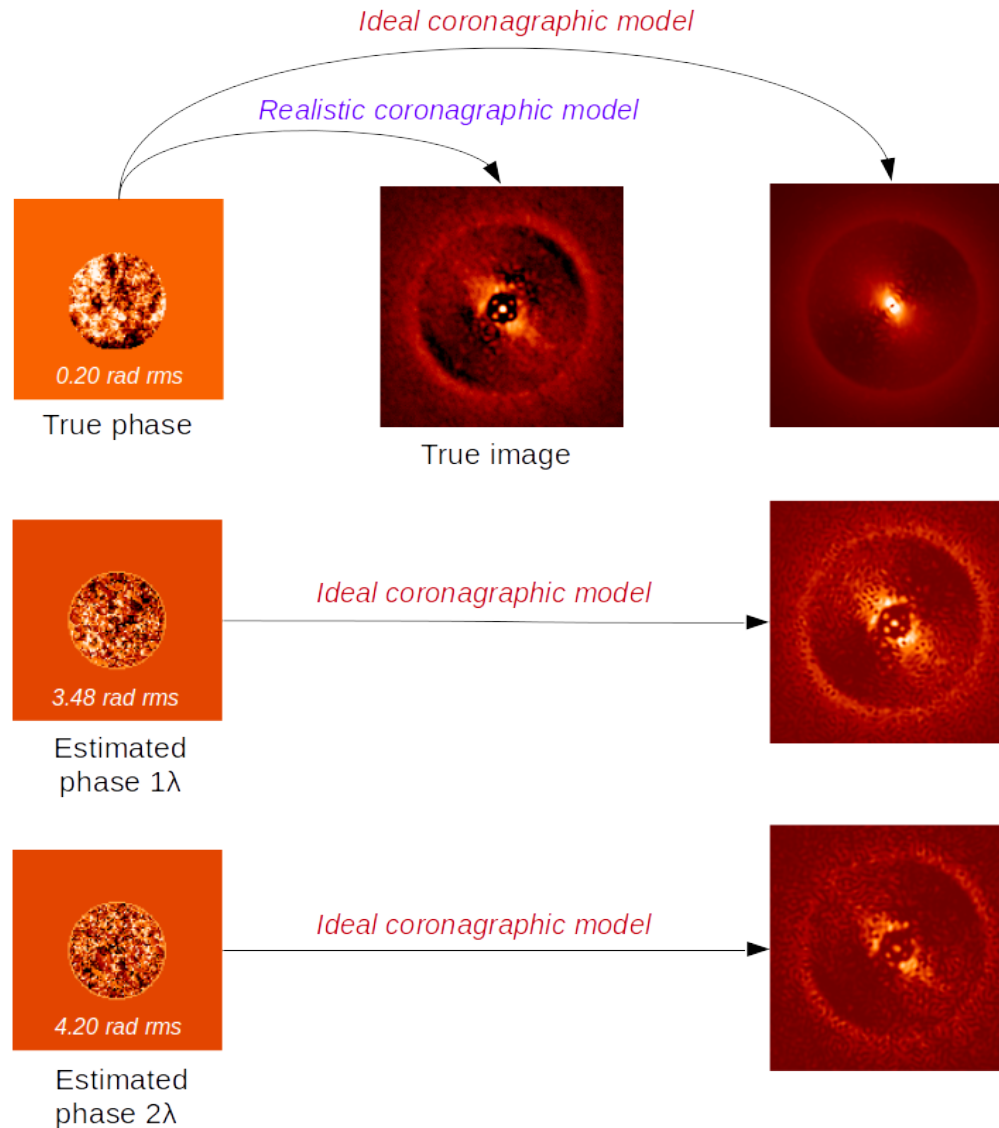 Ideal coronagraphic model
Realistic coronagraphic model
0.20 rad rms
True phase
True image
Ideal coronagraphic model
3.48 rad rms
Estimated
phase 1λ
Ideal coronagraphic model
4.20 rad rms
Estimated
phase 2λ